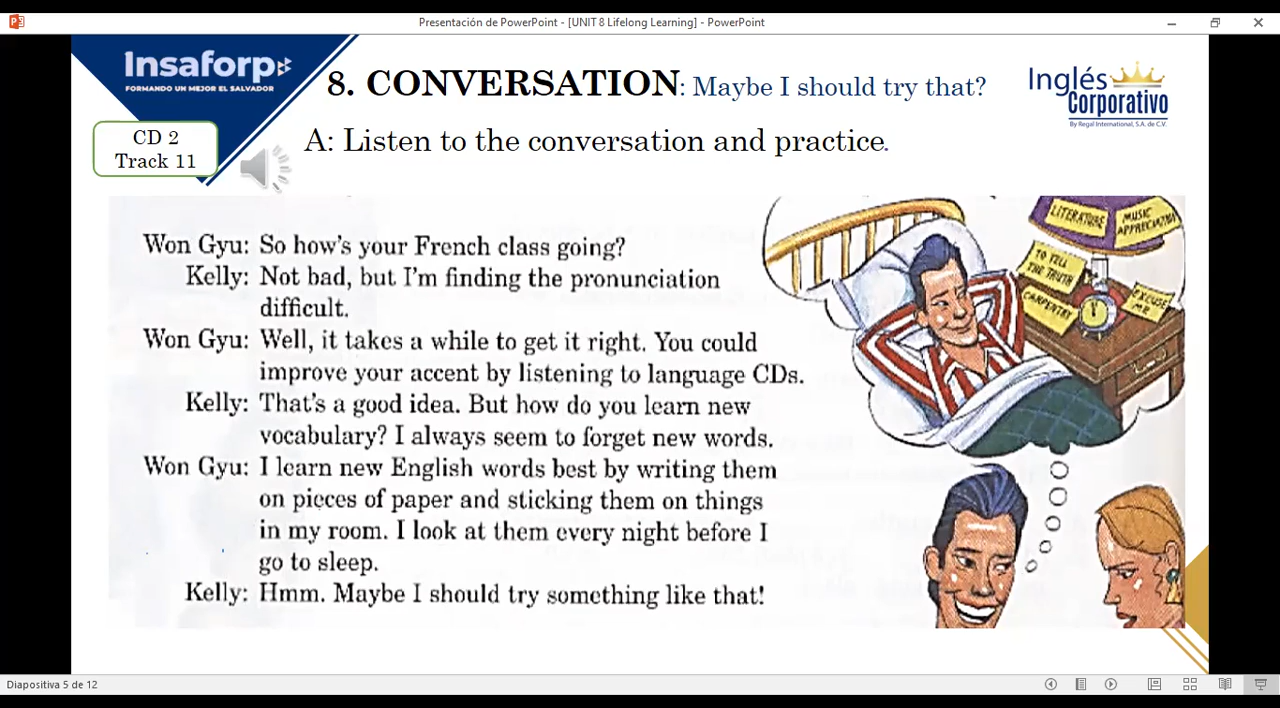 Presentación de PowerPoint - [UNIT 8 Lifelong Learning] - PowerPoint
Insaforp
FORMANDO UN MEJOR EL SALVADOR
8. CONVERSATION: Maybe I should try that?
Inglés
Corporativo
By Regal International, S.A. de C.V.
CD 2
Track 11
A: Listen to the conversation and practice.
Won Gyu: So how's your French class going?
Kelly: Not bad, but I'm finding the pronunciation
difficult.
Won Gyu: Well, it takes a while to get it right. You could
improve your accent by listening to language CDs.
Kelly: That's a good idea. But how do you learn new
vocabulary? I always seem to forget new words.
Won Gyu: I learn new English words best by writing them
on pieces of paper and sticking them on things
in my room. I look at them every night before I
go to sleep.
Kelly: Hmm. Maybe I should try something like that!
LITERATURE
MUSIC
APPRECIATION
TO TELL
THE TRUTH
CARPENTRY
EXCUSE
ME
Diapositiva 5 de 12